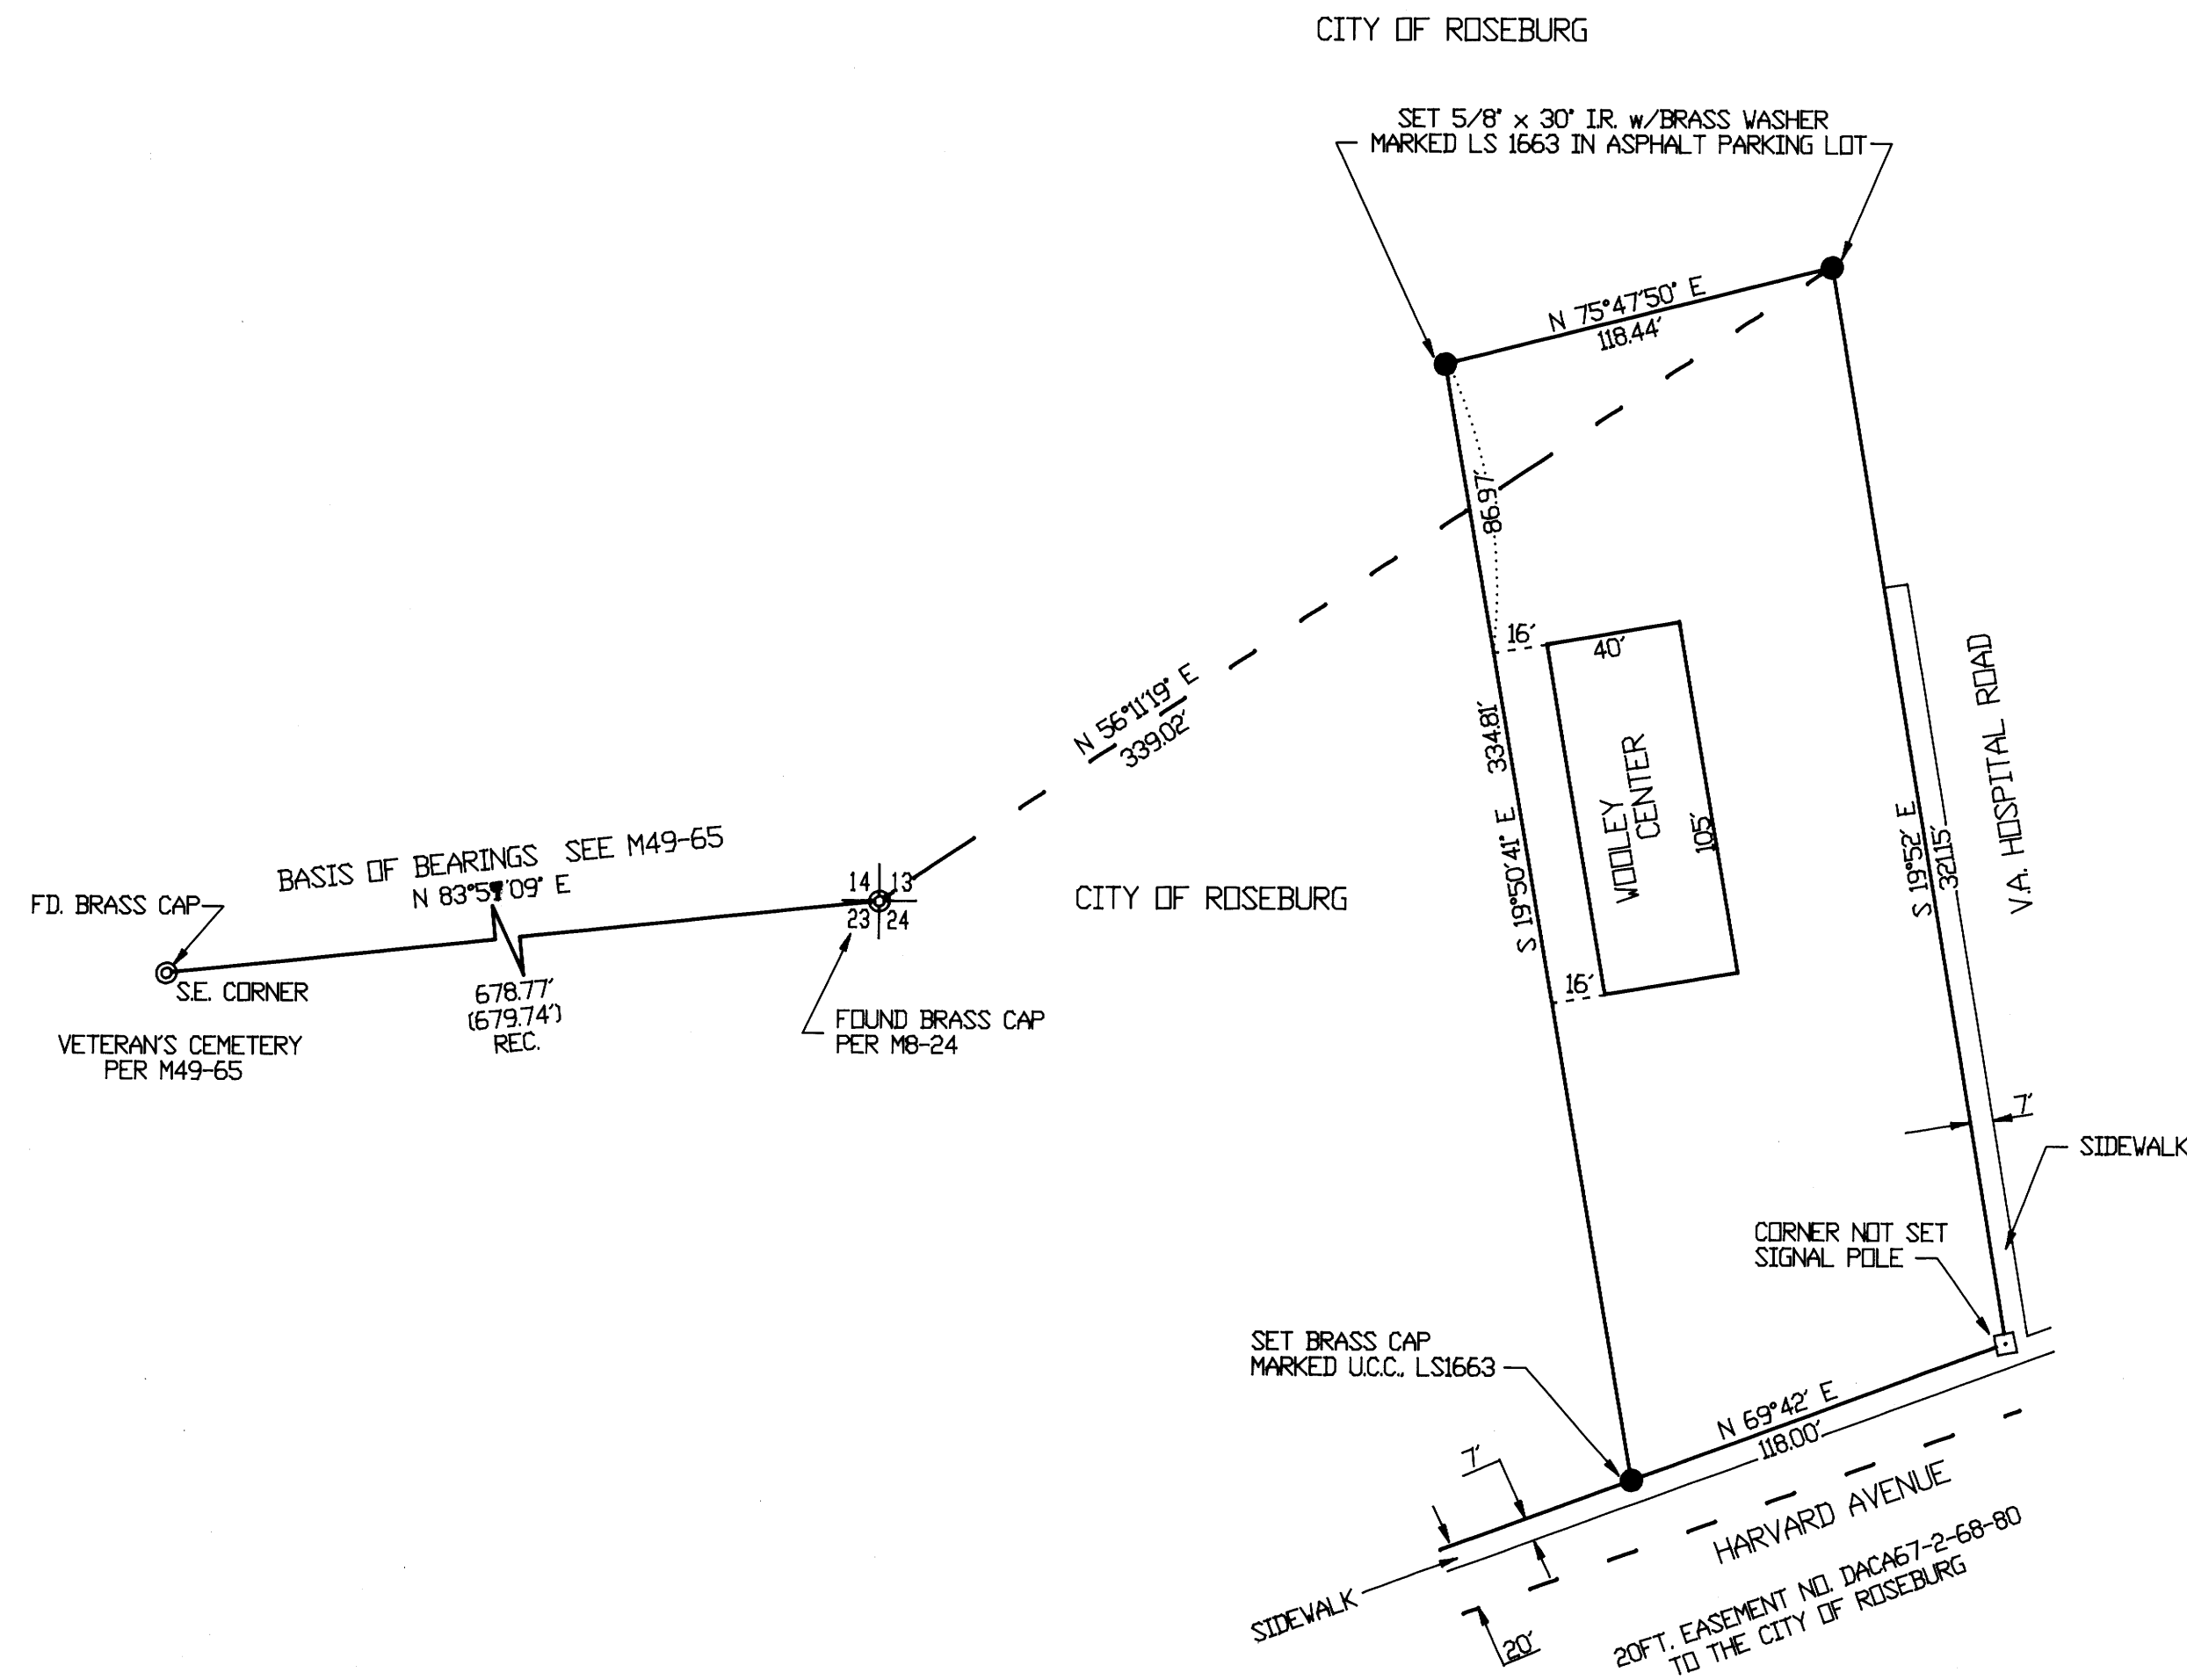 CITY OF ROSEBURG
SET 5/8" x 30" I.R. w/BRASS WASHER
MARKED LS 1663 IN ASPHALT PARKING LOT
N 75°47'50" E
118.44'
86.97'
16'
40'
N 56°11'19" E
339.02'
334.81'
S 19°50'41" E
WOOLEY
CENTER
105'
16'
S 19°52' E
321.15'
V.A. HOSPITAL ROAD
BASIS OF BEARINGS SEE M49-65
N 83°5 '09" E
FD. BRASS CAP
14 13
23 24
CITY OF ROSEBURG
S.E. CORNER
678.77'
(679.74')
REC.
VETERAN'S CEMETERY
PER M49-65
FOUND BRASS CAP
PER M8-24
7'
SIDEWALK
CORNER NOT SET
SIGNAL POLE
SET BRASS CAP
MARKED U.C.C., LS1663
N 69°42' E
118.00'
7'
HARVARD AVENUE
SIDEWALK
20'
20FT. EASEMENT NO. DACA67-2-68-80
TO THE CITY OF ROSEBURG